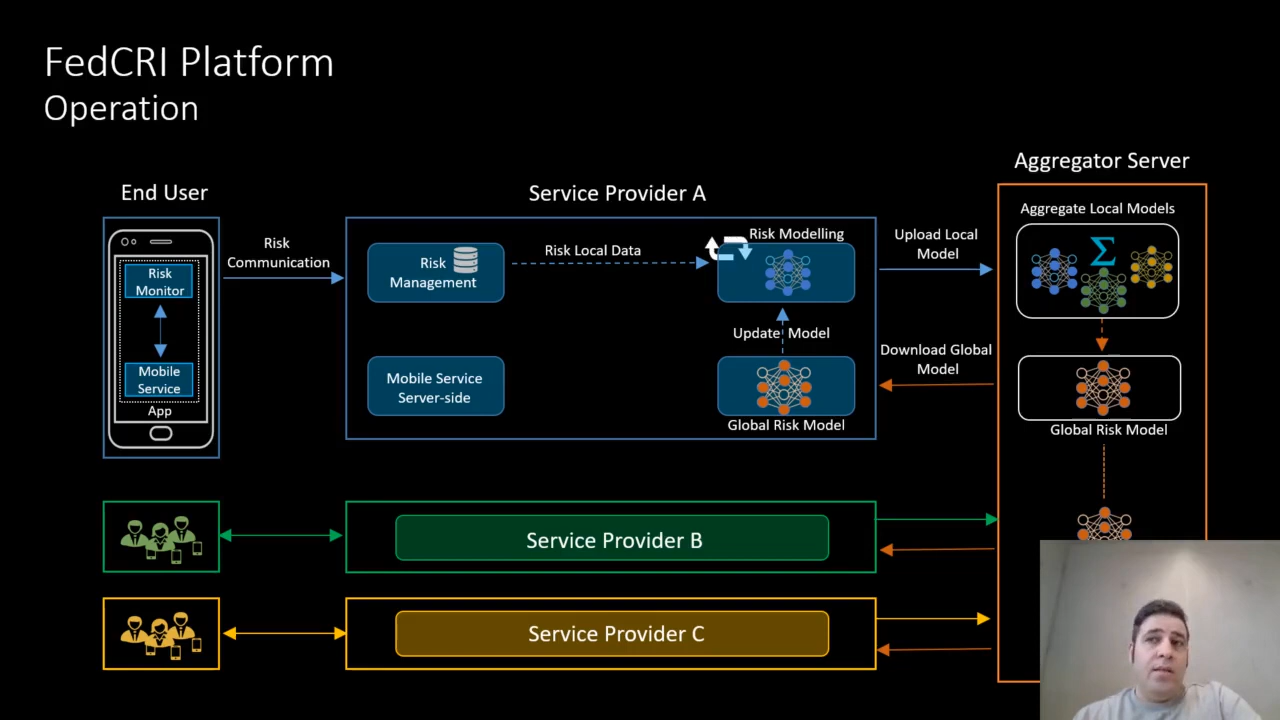 FedCRI Platform
Operation
End User
Risk
Monitor
Mobile
Service
App
Risk
Communication
Service Provider A
Risk
Management
Risk Local Data
Risk Modelling
Update Model
Mobile Service
Server-side
Global Risk Model
Upload Local
Model
Download Global
Model
Aggregator Server
Aggregate Local Models
Σ
Global Risk Model
Service Provider B
Service Provider C